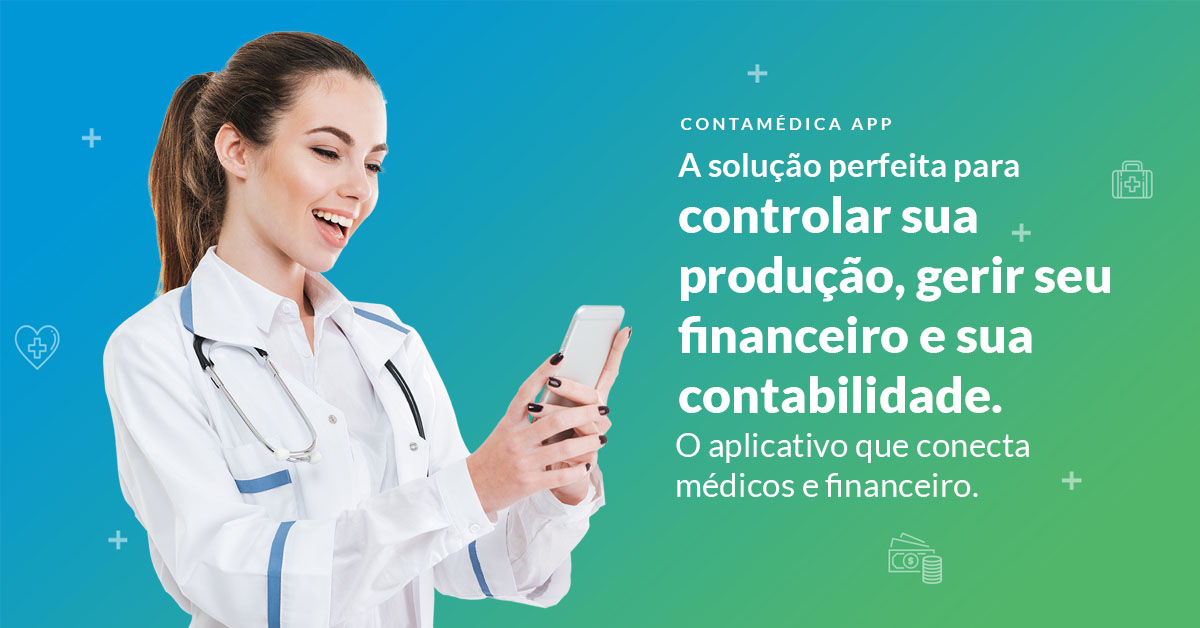 CONTAMÉDICA APP
A solução perfeita para
controlar sua
produção, gerir seu
financeiro e sua
contabilidade.
O aplicativo que conecta
médicos e financeiro.